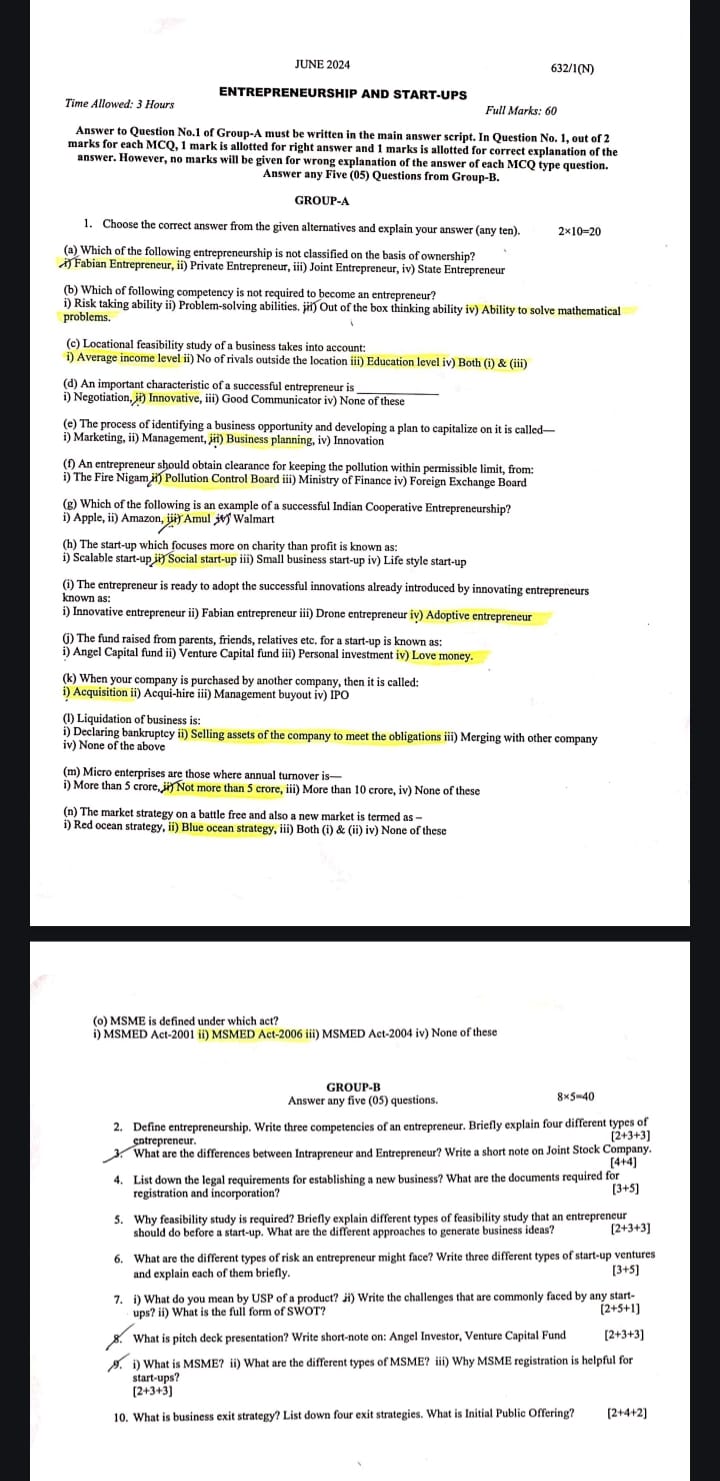 JUNE 2024
632/1(N)
ENTREPRENEURSHIP AND START-UPS
Time Allowed: 3 Hours
Full Marks: 60
Answer to Question No.1 of Group-A must be written in the main answer script. In Question No. 1, out of 2
marks for each MCQ, 1 mark is allotted for right answer and 1 marks is allotted for correct explanation of the
answer. However, no marks will be given for wrong explanation of the answer of each MCQ type question.
Answer any Five (05) Questions from Group-B.
GROUP-A
1. Choose the correct answer from the given alternatives and explain your answer (any ten). 2×10=20
(a) Which of the following entrepreneurship is not classified on the basis of ownership?
i) Fabian Entrepreneur, ii) Private Entrepreneur, iii) Joint Entrepreneur, iv) State Entrepreneur
(b) Which of following competency is not required to become an entrepreneur?
i) Risk taking ability ii) Problem-solving abilities. iii) Out of the box thinking ability iv) Ability to solve mathematical
problems.
(c) Locational feasibility study of a business takes into account:
i) Average income level ii) No of rivals outside the location iii) Education level iv) Both (i) & (iii)
(d) An important characteristic of a successful entrepreneur is ____________
i) Negotiation, ii) Innovative, iii) Good Communicator iv) None of these
(e) The process of identifying a business opportunity and developing a plan to capitalize on it is called—
i) Marketing, ii) Management, iii) Business planning, iv) Innovation
(f) An entrepreneur should obtain clearance for keeping the pollution within permissible limit, from:
i) The Fire Nigam ii) Pollution Control Board iii) Ministry of Finance iv) Foreign Exchange Board
(g) Which of the following is an example of a successful Indian Cooperative Entrepreneurship?
i) Apple, ii) Amazon, iii) Amul iv) Walmart
(h) The start-up which focuses more on charity than profit is known as:
i) Scalable start-up ii) Social start-up iii) Small business start-up iv) Life style start-up
(i) The entrepreneur is ready to adopt the successful innovations already introduced by innovating entrepreneurs
known as:
i) Innovative entrepreneur ii) Fabian entrepreneur iii) Drone entrepreneur iv) Adoptive entrepreneur
(j) The fund raised from parents, friends, relatives etc. for a start-up is known as:
i) Angel Capital fund ii) Venture Capital fund iii) Personal investment iv) Love money.
(k) When your company is purchased by another company, then it is called:
i) Acquisition ii) Acqui-hire iii) Management buyout iv) IPO
(l) Liquidation of business is:
i) Declaring bankruptcy ii) Selling assets of the company to meet the obligations iii) Merging with other company
iv) None of the above
(m) Micro enterprises are those where annual turnover is—
i) More than 5 crore, ii) Not more than 5 crore, iii) More than 10 crore, iv) None of these
(n) The market strategy on a battle free and also a new market is termed as –
i) Red ocean strategy, ii) Blue ocean strategy, iii) Both (i) & (ii) iv) None of these
(o) MSME is defined under which act?
i) MSMED Act-2001 ii) MSMED Act-2006 iii) MSMED Act-2004 iv) None of these
GROUP-B
Answer any five (05) questions. 8×5=40
2. Define entrepreneurship. Write three competencies of an entrepreneur. Briefly explain four different types of
entrepreneur. [2+3+3]
3. What are the differences between Intrapreneur and Entrepreneur? Write a short note on Joint Stock Company.
[4+4]
4. List down the legal requirements for establishing a new business? What are the documents required for
registration and incorporation? [3+5]
5. Why feasibility study is required? Briefly explain different types of feasibility study that an entrepreneur
should do before a start-up. What are the different approaches to generate business ideas? [2+3+3]
6. What are the different types of risk an entrepreneur might face? Write three different types of start-up ventures
and explain each of them briefly. [3+5]
7. i) What do you mean by USP of a product? ii) Write the challenges that are commonly faced by any start-
ups? ii) What is the full form of SWOT? [2+5+1]
8. What is pitch deck presentation? Write short-note on: Angel Investor, Venture Capital Fund [2+3+3]
9. i) What is MSME? ii) What are the different types of MSME? iii) Why MSME registration is helpful for
start-ups?
[2+3+3]
10. What is business exit strategy? List down four exit strategies. What is Initial Public Offering? [2+4+2]